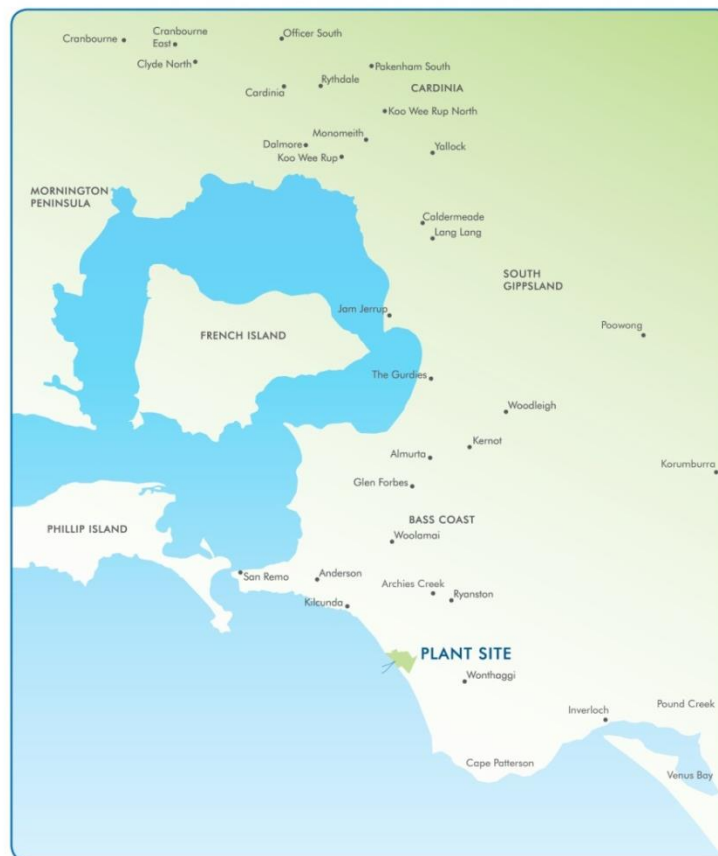 Cranbourne
Cranbourne
East
Officer South
Clyde North
Pakenham South
Cardinia
Rythdale
CARDINIA
Koo Wee Rup North
Monomeith
Dalmore
Koo Wee Rup
Yallock
MORNINGTON
PENINSULA
Caldermeade
Lang Lang
SOUTH
GIPPSLAND
Jam Jerrup
FRENCH ISLAND
Poowong
The Gurdies
Woodleigh
Kernot
Almurta
Korumburra
Glen Forbes
BASS COAST
PHILLIP ISLAND
Woolamai
San Remo
Anderson
Archies Creek
Ryanston
Kilcunda
PLANT SITE
Wonthaggi
Pound Creek
Inverloch
Cape Patterson
Venus Bay